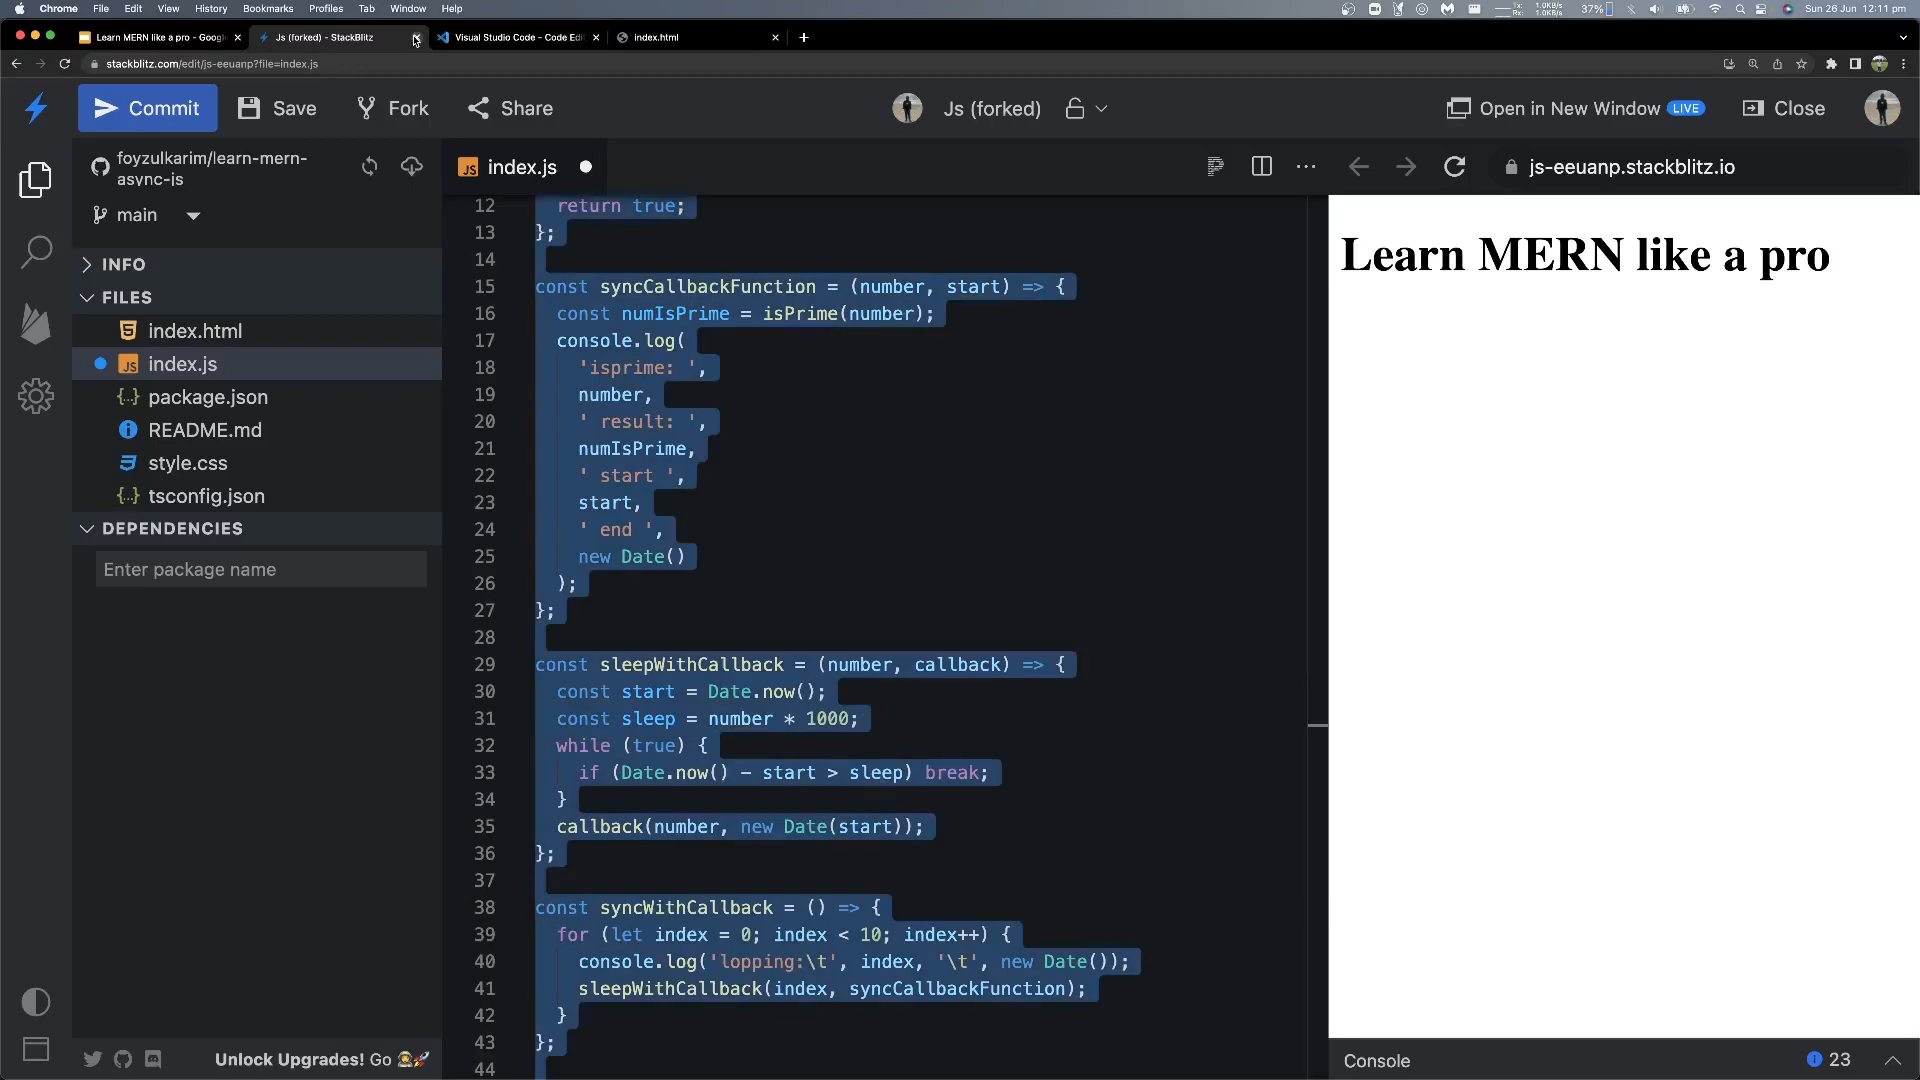 Chrome File Edit View History Bookmarks Profiles Tab Window Help 37% Sun 26 Jun 12:11 pm
Learn MERN like a pro - Googl Js (forked) - StackBlitz Visual Studio Code - Code Edit index.html
stackblitz.com/edit/js-eeuanp?file=index.js
Commit Save Fork Share Js (forked) Open in New Window LIVE Close
foyzulkarim/learn-mern-
async-js
main
INFO
FILES
index.html
index.js
package.json
README.md
style.css
tsconfig.json
DEPENDENCIES
Enter package name
Unlock Upgrades! Go
JS index.js
12 return true;
13 };
14
15 const syncCallbackFunction = (number, start) => {
16 const numIsPrime = isPrime(number);
17 console.log(
18 'isprime: ',
19 number,
20 ' result: ',
21 numIsPrime,
22 ' start ',
23 start,
24 ' end ',
25 new Date()
26 );
27 };
28
29 const sleepWithCallback = (number, callback) => {
30 const start = Date.now();
31 const sleep = number * 1000;
32 while (true) {
33 if (Date.now() - start > sleep) break;
34 }
35 callback(number, new Date(start));
36 };
37
38 const syncWithCallback = () => {
39 for (let index = 0; index < 10; index++) {
40 console.log('lopping:\t', index, '\t', new Date());
41 sleepWithCallback(index, syncCallbackFunction);
42 }
43 };
44
js-eeuanp.stackblitz.io
Learn MERN like a pro
Console 23